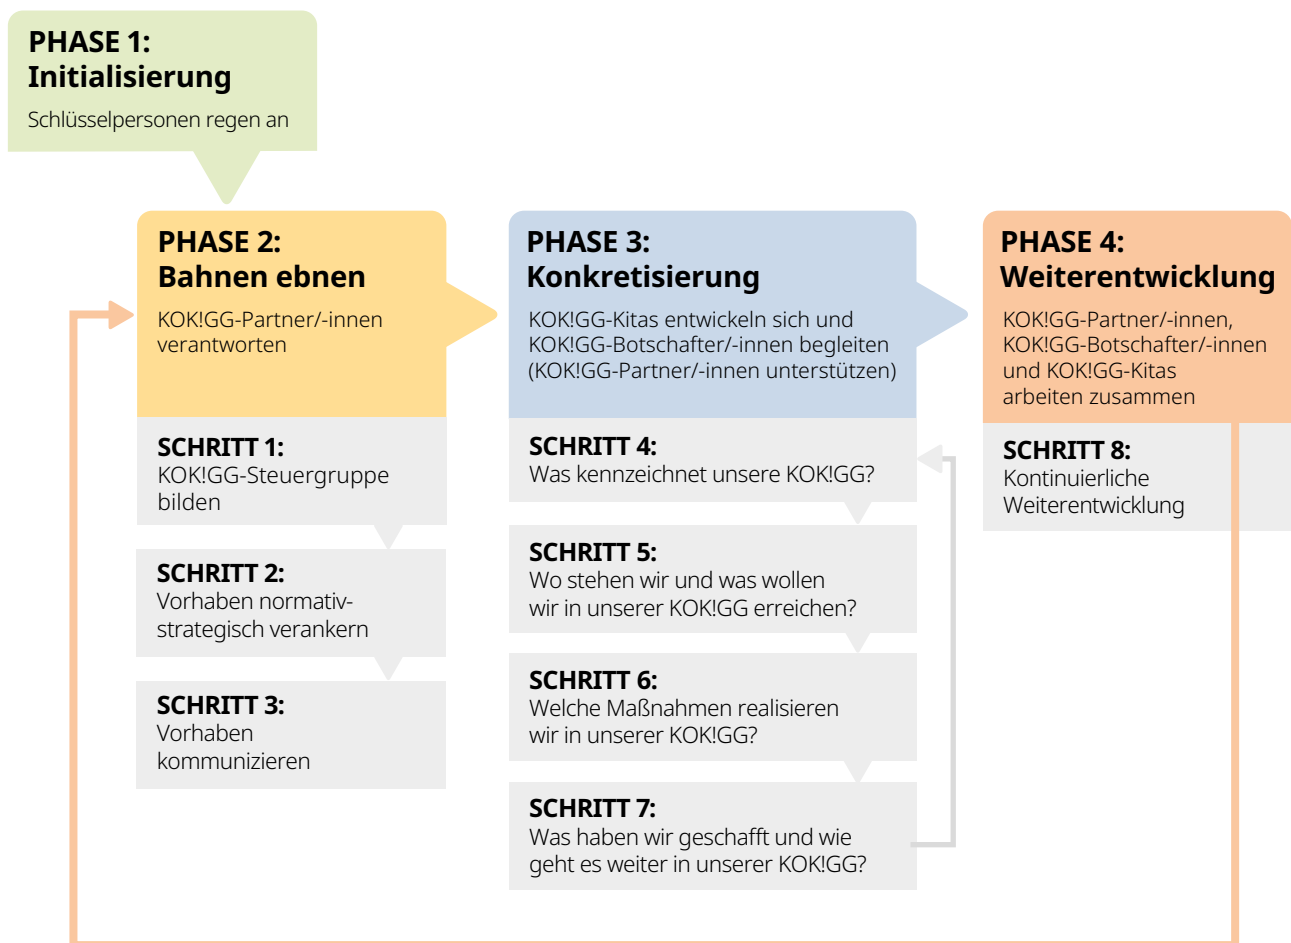 PHASE 1:
Initialisierung
Schlüsselpersonen regen an
PHASE 2:
Bahnen ebnen
KOK!GG-Partner/-innen
verantworten
SCHRITT 1:
KOK!GG-Steuergruppe
bilden
SCHRITT 2:
Vorhaben normativ-
strategisch verankern
SCHRITT 3:
Vorhaben
kommunizieren
PHASE 3:
Konkretisierung
KOK!GG-Kitas entwickeln sich und
KOK!GG-Botschafter/-innen begleiten
(KOK!GG-Partner/-innen unterstützen)
SCHRITT 4:
Was kennzeichnet unsere KOK!GG?
SCHRITT 5:
Wo stehen wir und was wollen
wir in unserer KOK!GG erreichen?
SCHRITT 6:
Welche Maßnahmen realisieren
wir in unserer KOK!GG?
SCHRITT 7:
Was haben wir geschafft und wie
geht es weiter in unserer KOK!GG?
PHASE 4:
Weiterentwicklung
KOK!GG-Partner/-innen,
KOK!GG-Botschafter/-innen
und KOK!GG-Kitas
arbeiten zusammen
SCHRITT 8:
Kontinuierliche
Weiterentwicklung